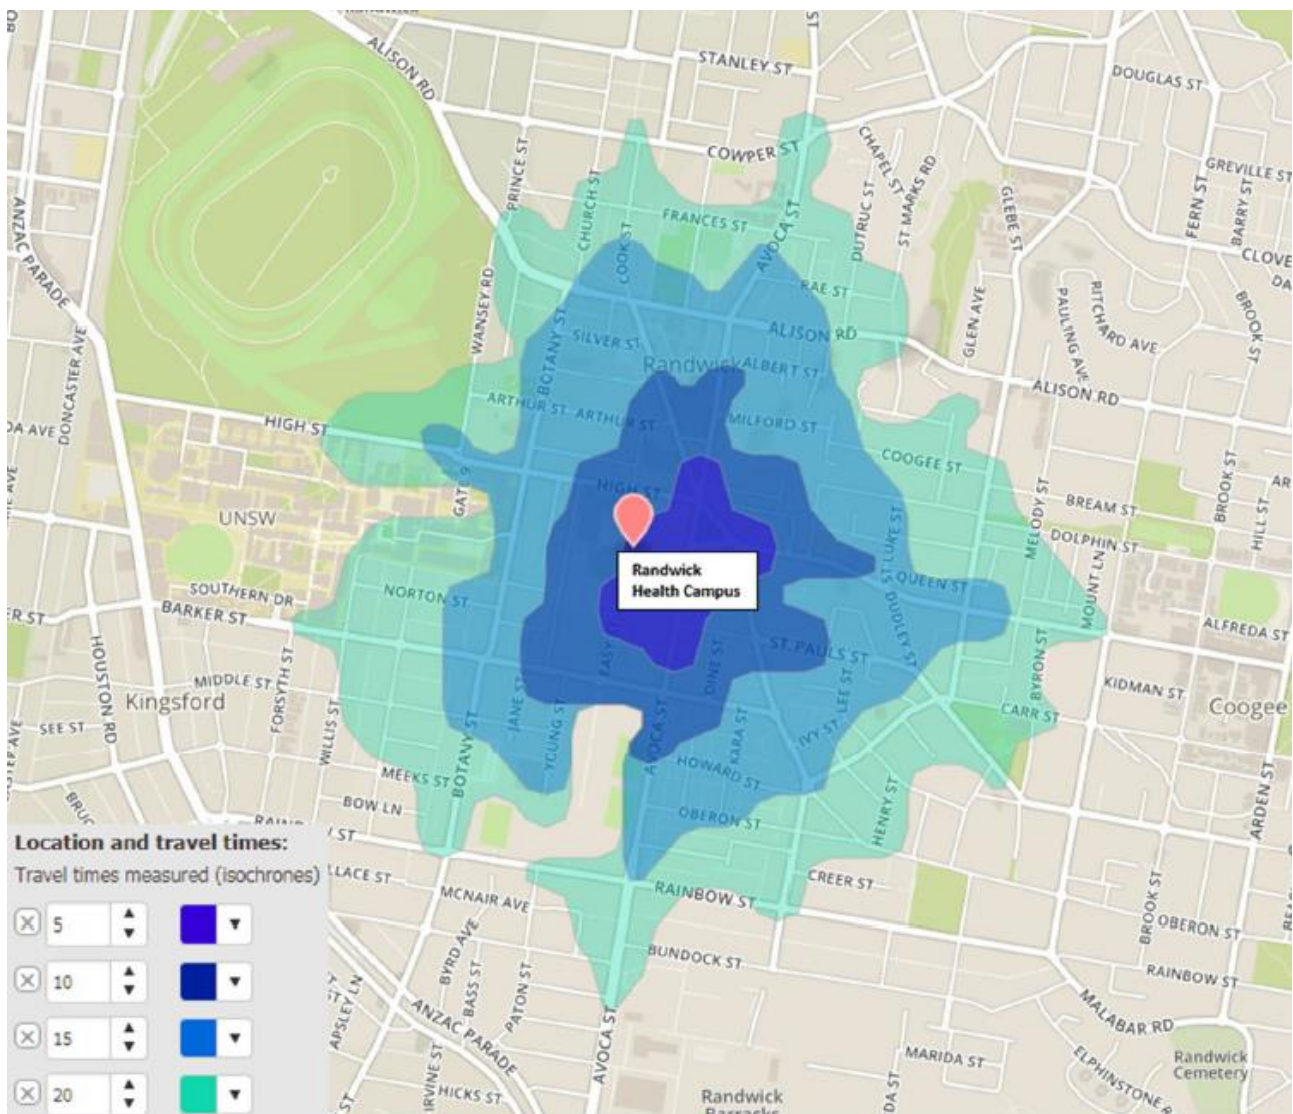 ALISON RD
STANLEY ST
DOUGLAS ST
COWPER ST
CHAPEL ST
ST MARKS RD
GREVILLE ST
PRINCE ST
CHURCH ST
FRANCES ST
DUTRUC ST
GLEBE ST
FERN ST
BARRY ST
ANZAC PARADE
COOK ST
AVOCA ST
CLOVE
WANSEY RD
RAE ST
RITCHARD AVE
PAULING AVE
BROOK ST
DONCASTER AVE
BOTANY ST
SILVER ST
ALISON RD
GLEN AVE
Randwick
ALBERT ST
ALISON RD
HIGH ST
ARTHUR ST
ARTHUR ST
MILFORD ST
DA AVE
COOGEE ST
BREAM ST
BROOK ST
HILL ST
GATE 9
HIGH ST
UNSW
MELODY ST
DOLPHIN ST
ST LUKE ST
QUEEN ST
Randwick
Health Campus
SOUTHERN DR
NORTON ST
BARKER ST
DUDLEY ST
MOUNT LN
ALFREDA ST
HOUSTON RD
FORSYTH ST
MIDDLE ST
EASY
DINE ST
ST PAULS ST
BYRON ST
KIDMAN ST
Kingsford
SEE ST
WILLIS ST
JANE ST
YOUNG ST
AVOCA ST
KARA ST
IVY ST
LEE ST
CARR ST
Coogee
BOTANY ST
MEEKS ST
HOWARD ST
BOW LN
OBERON ST
HENRY ST
ARDEN ST
Location and travel times:
Travel times measured (isochrones)
LLACE ST
MCNAIR AVE
RAINBOW ST
CREER ST
BROOK ST
OBERON ST
5
BYRD AVE
BASS ST
PATON ST
BUNDOCK ST
RAINBOW ST
10
APSLEY LN
ANZAC PARADE
MALABAR RD
15
AVOCA ST
MARIDA ST
ELPHINSTONE R
Randwick
Cemetery
20
IRVINE ST
HICKS ST
Randwick
Barracks